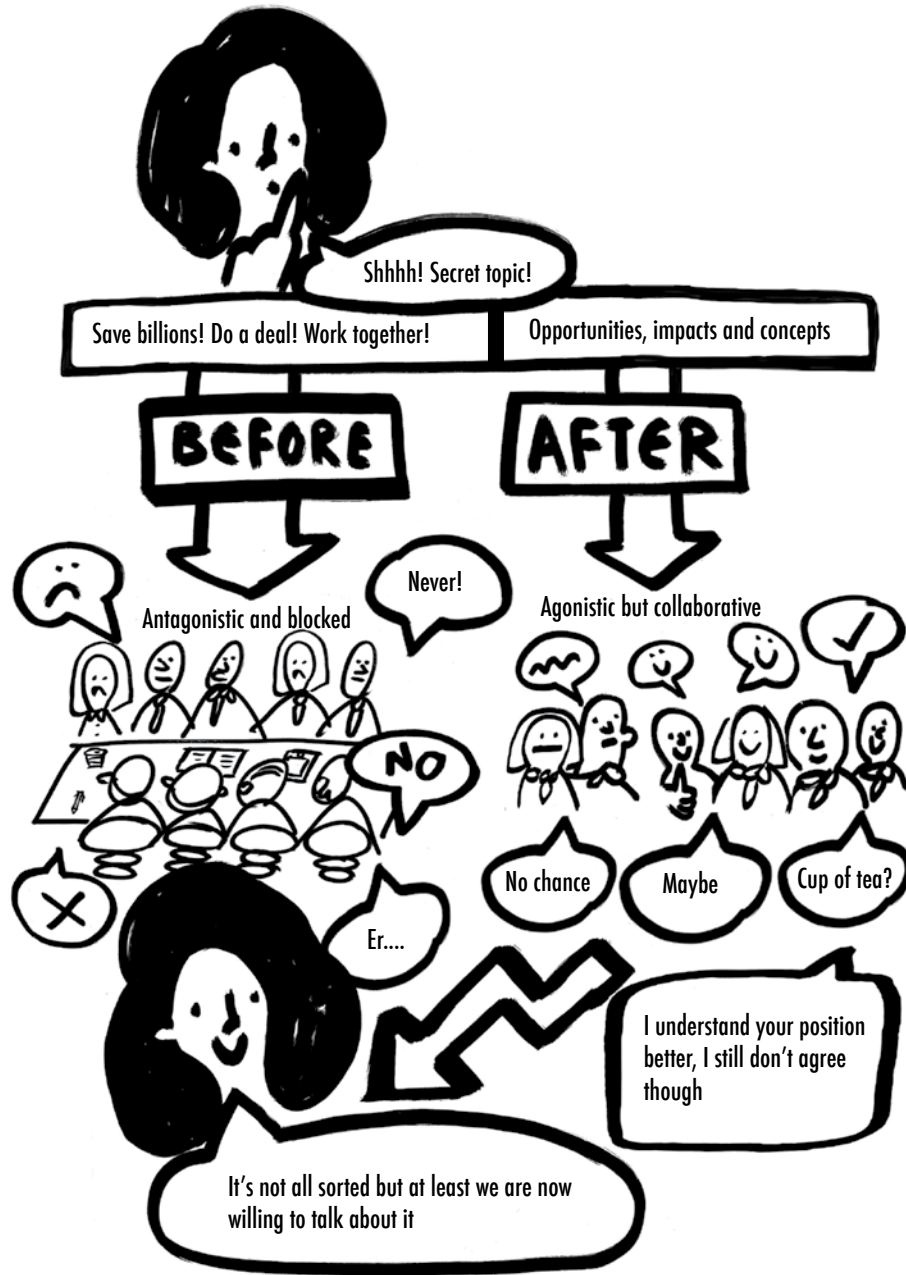 Shhhh! Secret topic!
Save billions! Do a deal! Work together!
Opportunities, impacts and concepts
BEFORE
AFTER
Never!
Antagonistic and blocked
Agonistic but collaborative
NO
No chance
Maybe
Cup of tea?
Er....
I understand your position
better, I still don't agree
though
It's not all sorted but at least we are now
willing to talk about it